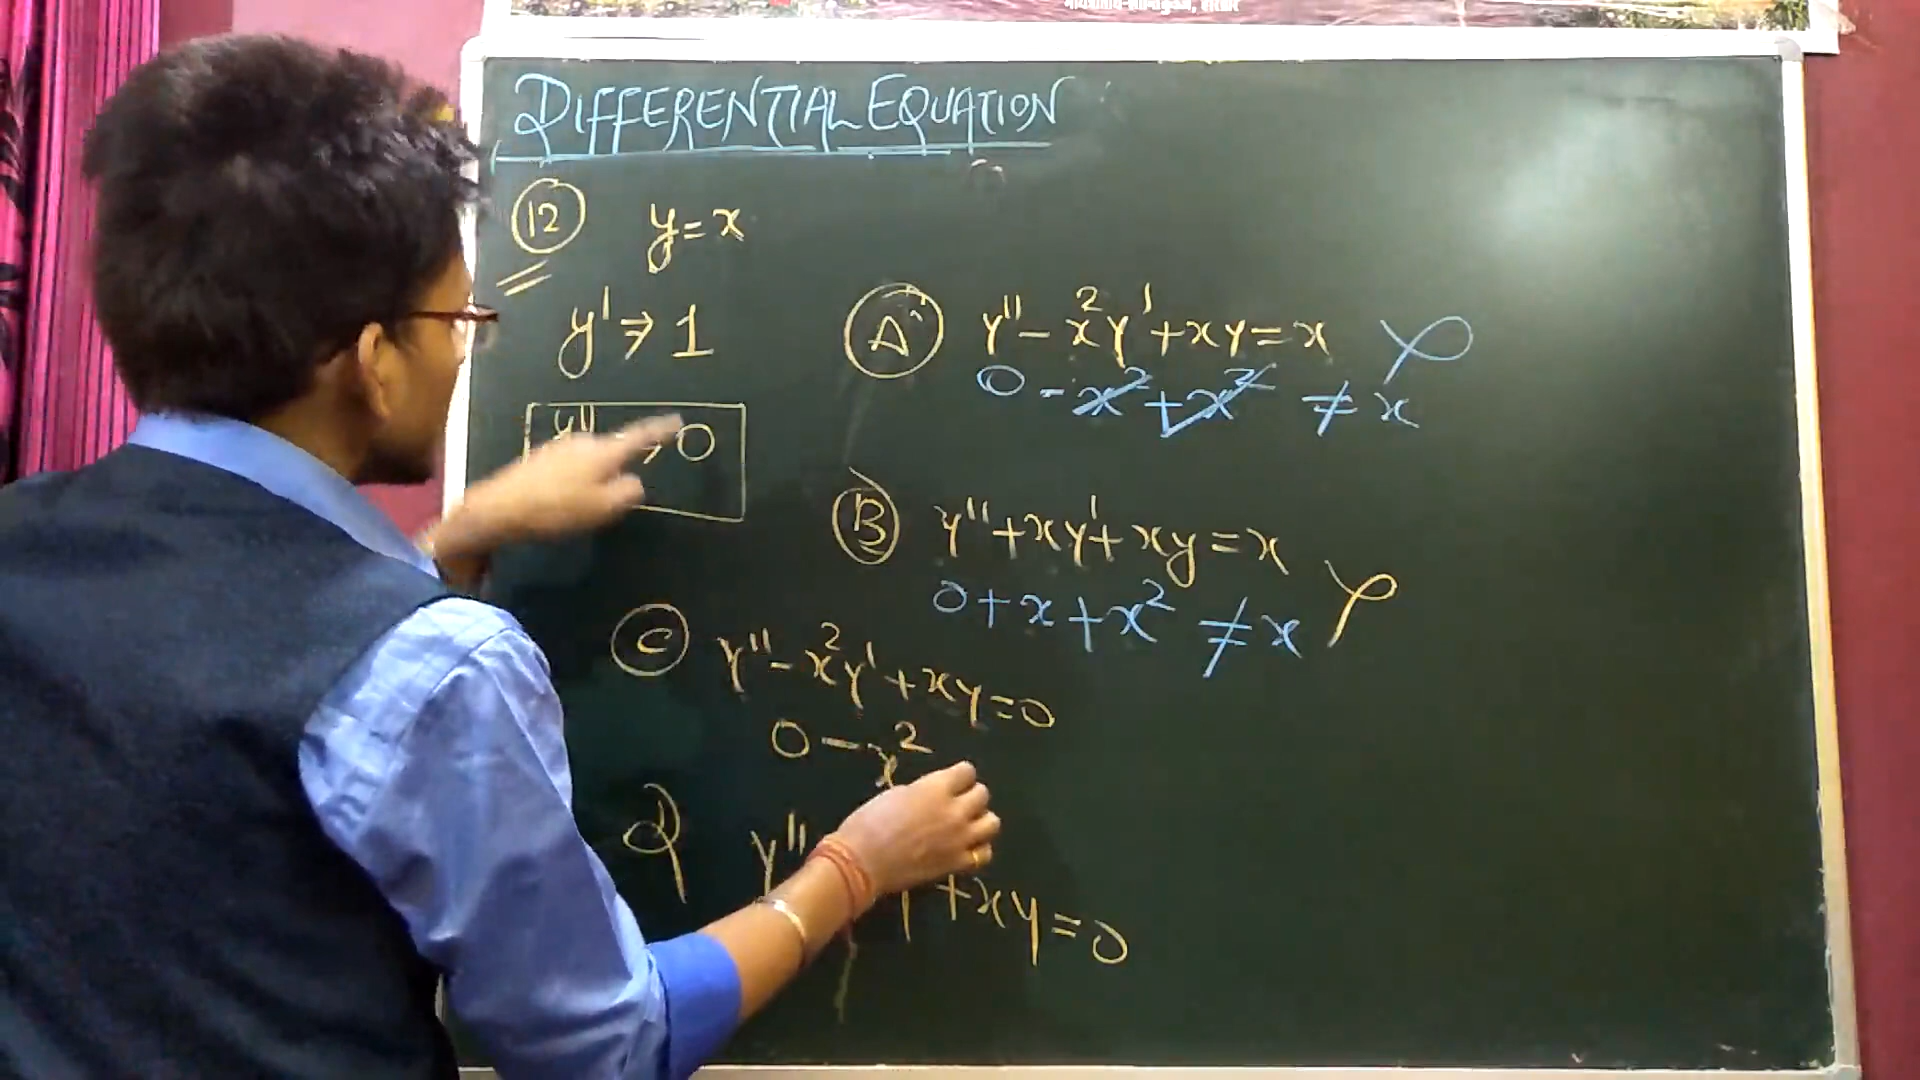 DIFFERENTIAL EQUATION
12 y = x
y' ⇒ 1
y'' ⇒ 0
A y'' - x²y' + xy = x
0 - x² + x² ≠ x
B y'' + xy' + xy = x
0 + x + x² ≠ x
C y'' - x²y' + xy = 0
0 - x²
D y'' + xy = 0